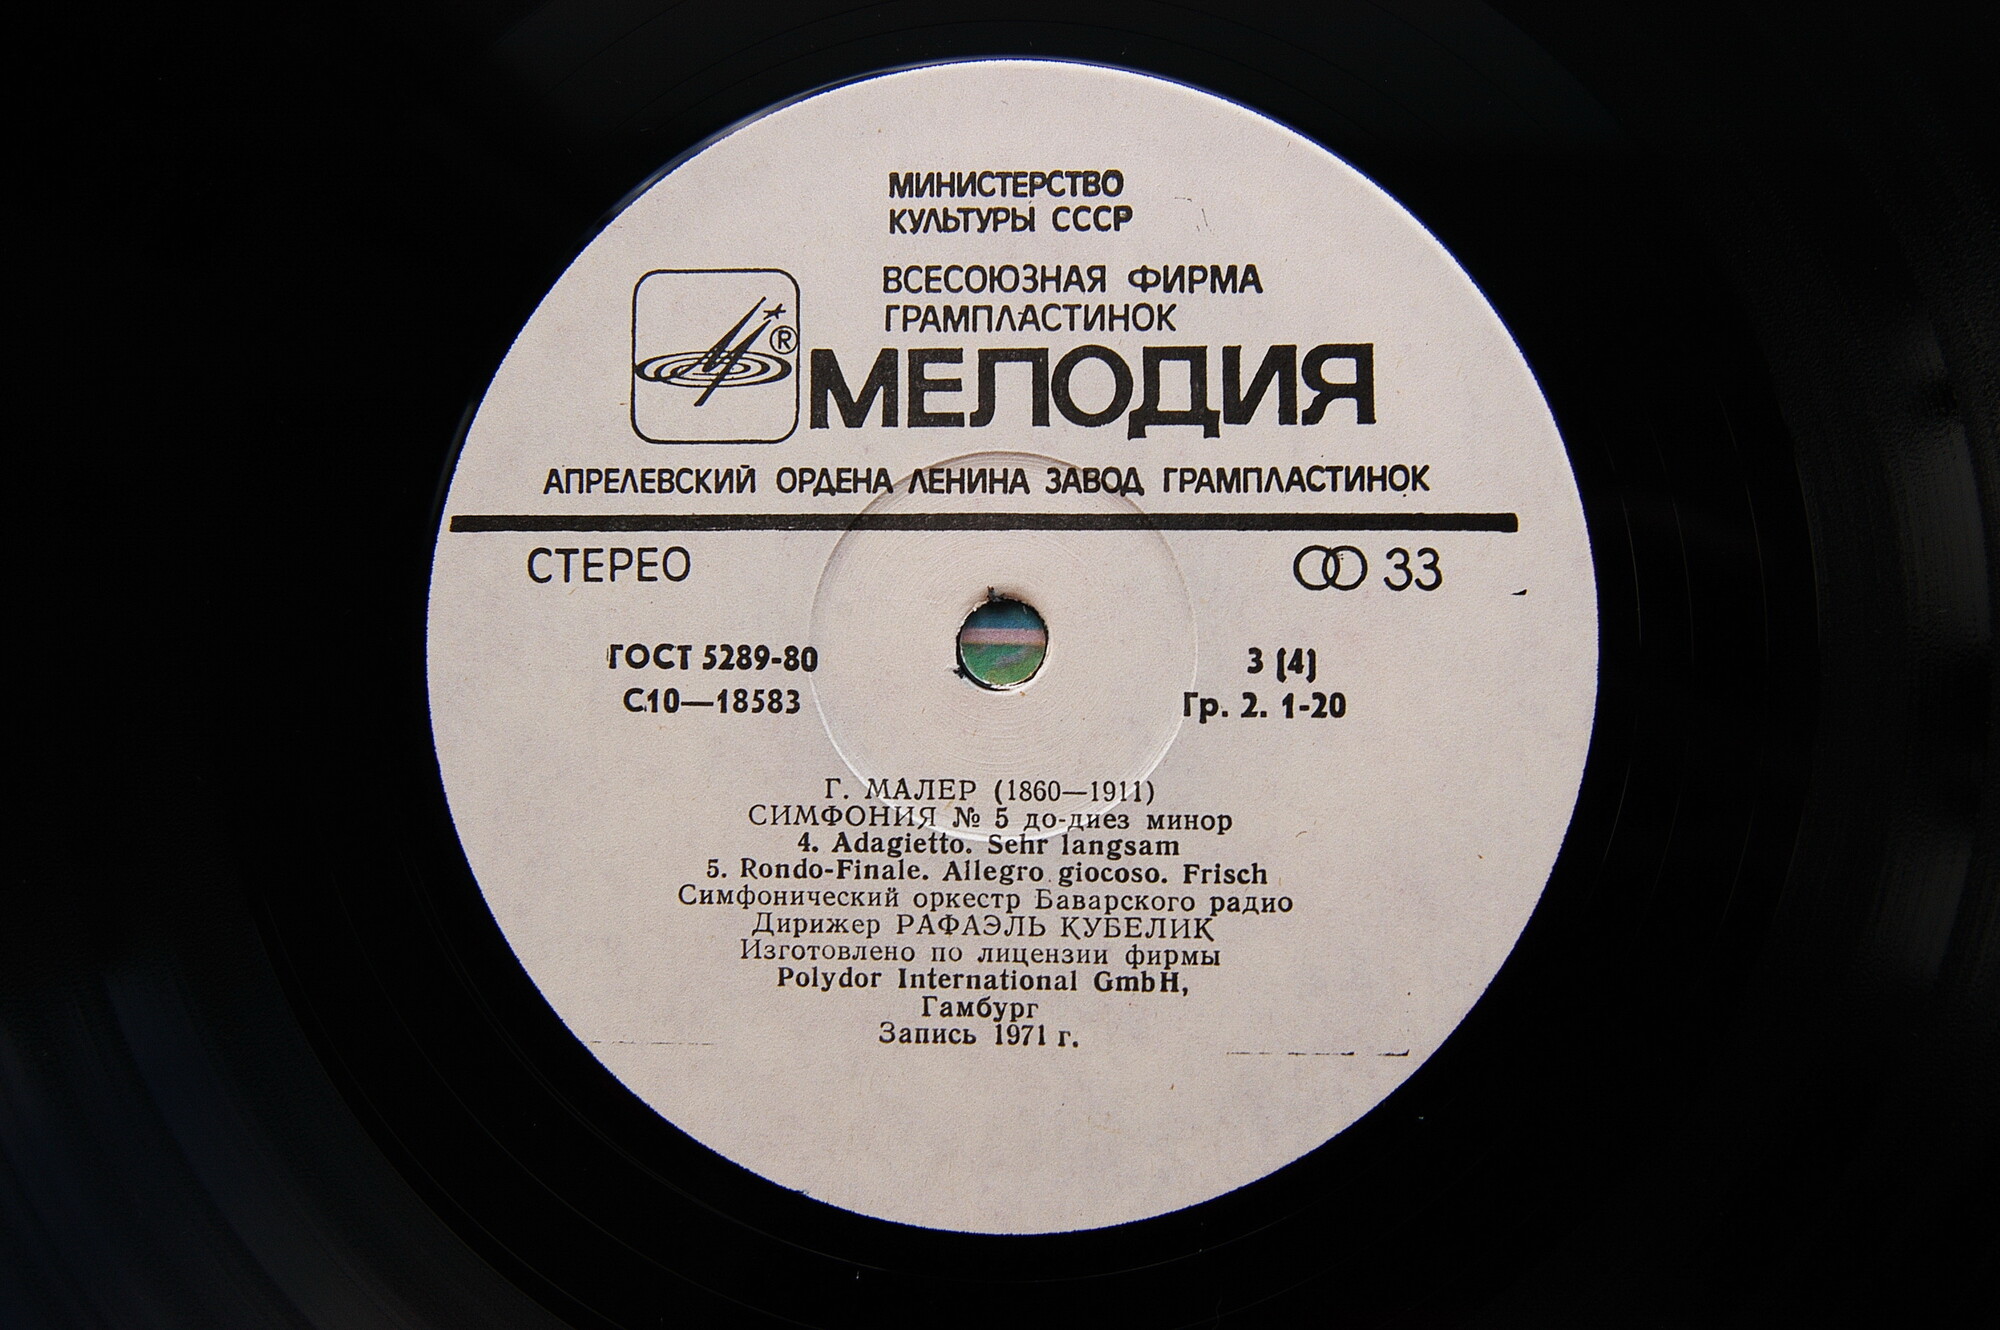 МИНИСТЕРСТВО
КУЛЬТУРЫ СССР
ВСЕСОЮЗНАЯ ФИРМА
ГРАМПЛАСТИНОК
® МЕЛОДИЯ
АПРЕЛЕВСКИЙ ОРДЕНА ЛЕНИНА ЗАВОД ГРАМПЛАСТИНОК
СТЕРЕО 33
ГОСТ 5289-80 3 (4)
С10—18583 Гр. 2. 1-20
Г. МАЛЕР (1860—1911)
СИМФОНИЯ № 5 до-диез минор
4. Adagietto. Sehr langsam
5. Rondo-Finale. Allegro giocoso. Frisch
Симфонический оркестр Баварского радио
Дирижер РАФАЭЛЬ КУБЕЛИК
Изготовлено по лицензии фирмы
Polydor International GmbH,
Гамбург
Запись 1971 г.